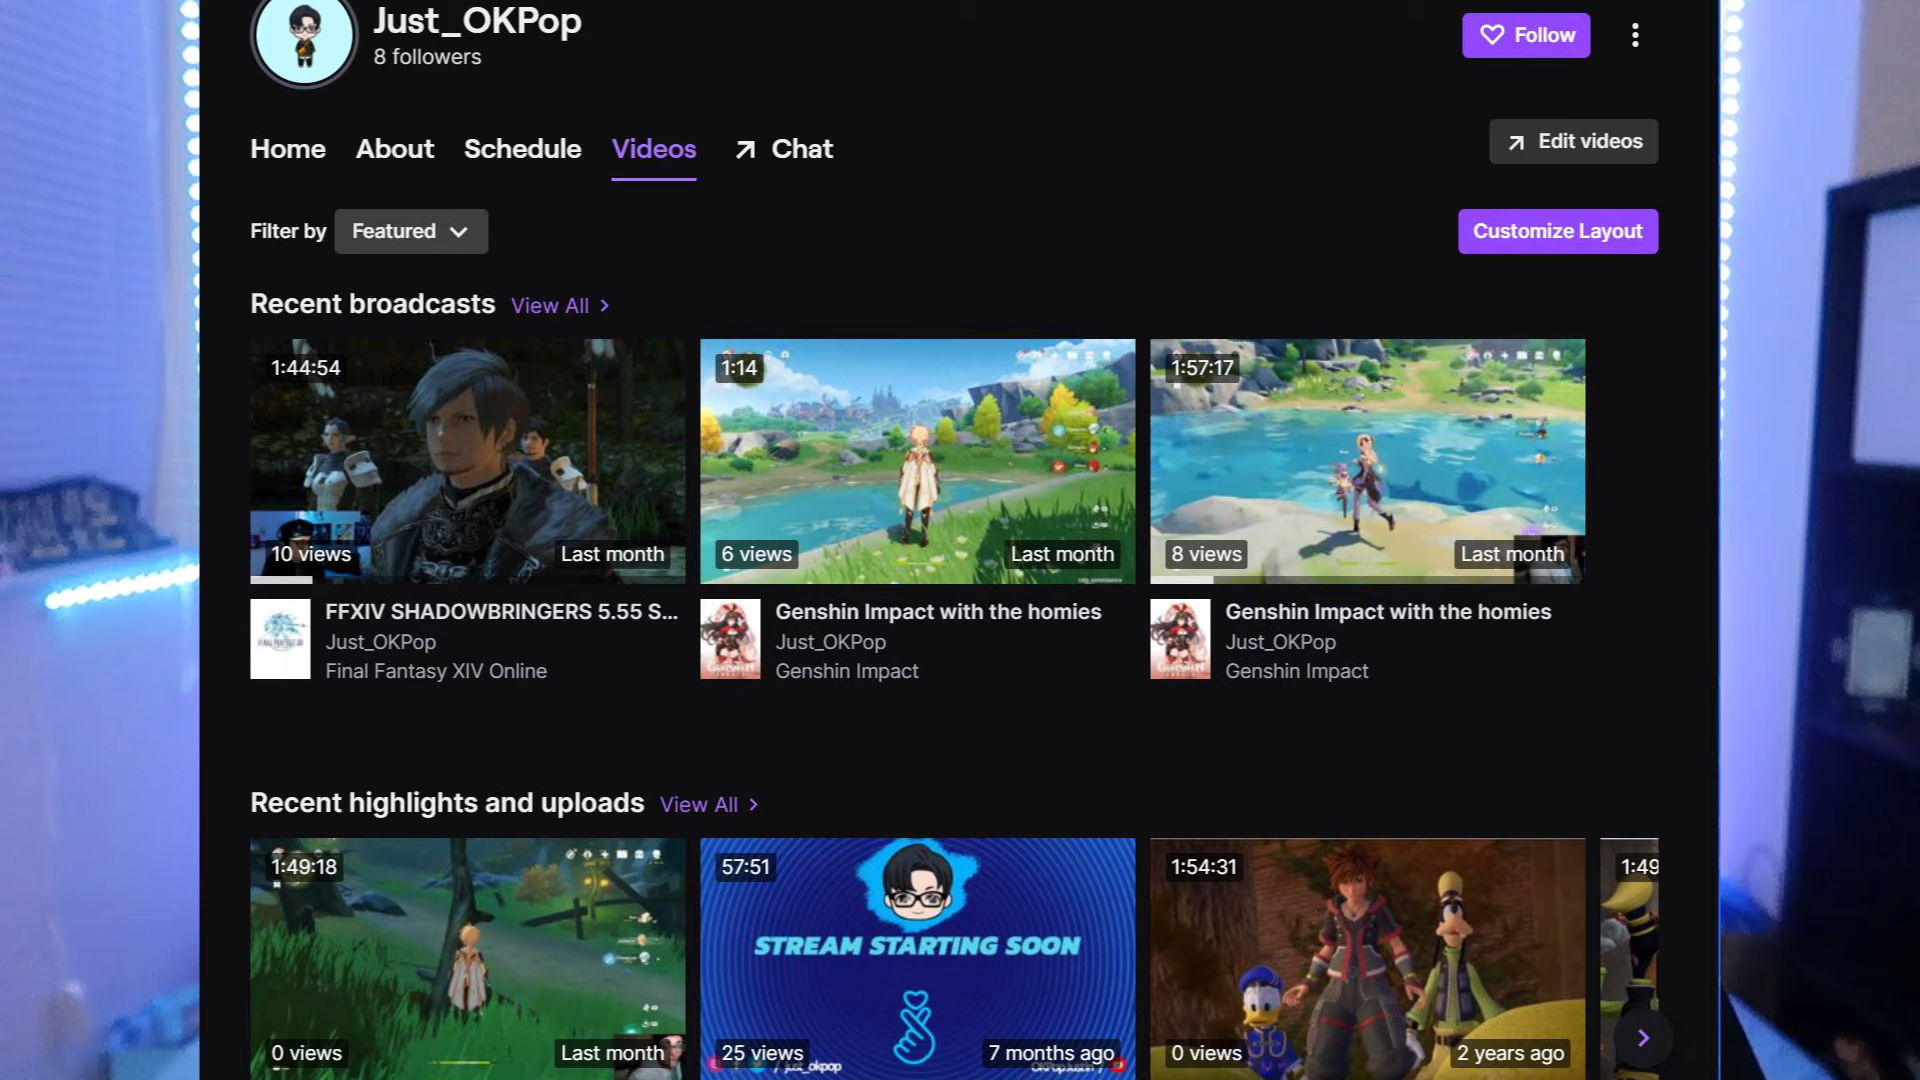 Just_OKPop
8 followers
Follow
Home
About
Schedule
Videos
Chat
Edit videos
Filter by
Featured
Customize Layout
Recent broadcasts
View All
1:44:54
1:14
1:57:17
10 views
Last month
6 views
Last month
8 views
Last month
FFXIV SHADOWBRINGERS 5.55 S...
Just_OKPop
Final Fantasy XIV Online
Genshin Impact with the homies
Just_OKPop
Genshin Impact
Genshin Impact with the homies
Just_OKPop
Genshin Impact
Recent highlights and uploads
View All
1:49:18
57:51
1:54:31
1:49
STREAM STARTING SOON
0 views
Last month
25 views
7 months ago
0 views
2 years ago
/ just_okpop